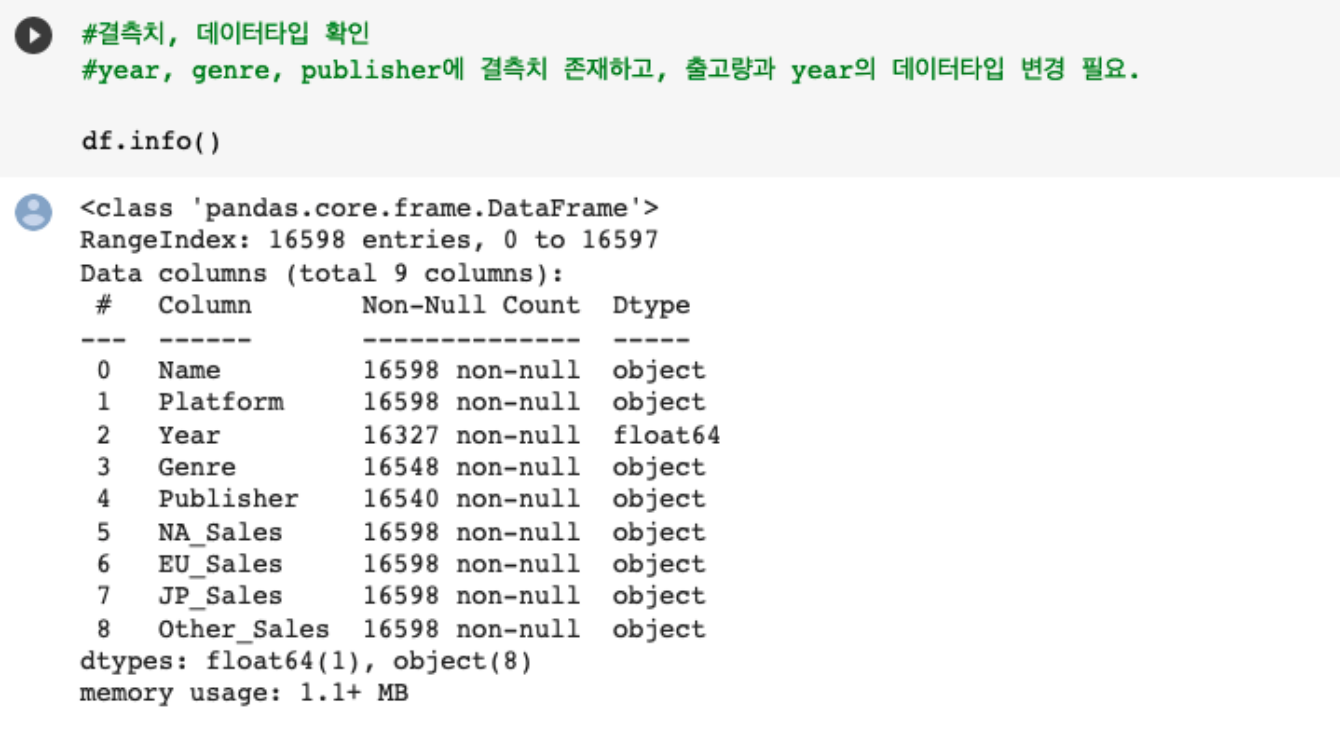 #결측치, 데이터타입 확인
#year, genre, publisher에 결측치 존재하고, 출고량과 year의 데이터타입 변경 필요.
df.info()
<class 'pandas.core.frame.DataFrame'>
RangeIndex: 16598 entries, 0 to 16597
Data columns (total 9 columns):
 #   Column        Non-Null Count  Dtype
---  ------        --------------  -----
 0   Name          16598 non-null  object
 1   Platform      16598 non-null  object
 2   Year          16327 non-null  float64
 3   Genre         16548 non-null  object
 4   Publisher     16540 non-null  object
 5   NA_Sales      16598 non-null  object
 6   EU_Sales      16598 non-null  object
 7   JP_Sales      16598 non-null  object
 8   Other_Sales   16598 non-null  object
dtypes: float64(1), object(8)
memory usage: 1.1+ MB